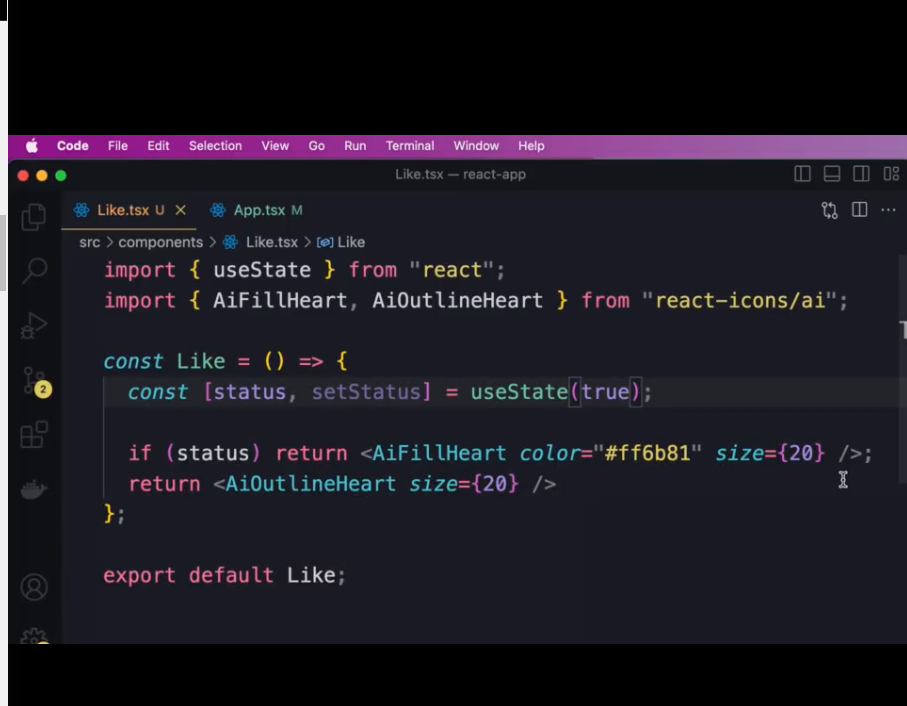 Code File Edit Selection View Go Run Terminal Window Help
Like.tsx — react-app
Like.tsx U × App.tsx M
src > components > Like.tsx > Like
import { useState } from "react";
import { AiFillHeart, AiOutlineHeart } from "react-icons/ai";
const Like = () => {
const [status, setStatus] = useState(true);
if (status) return <AiFillHeart color="#ff6b81" size={20} />;
return <AiOutlineHeart size={20} />
};
export default Like;
2